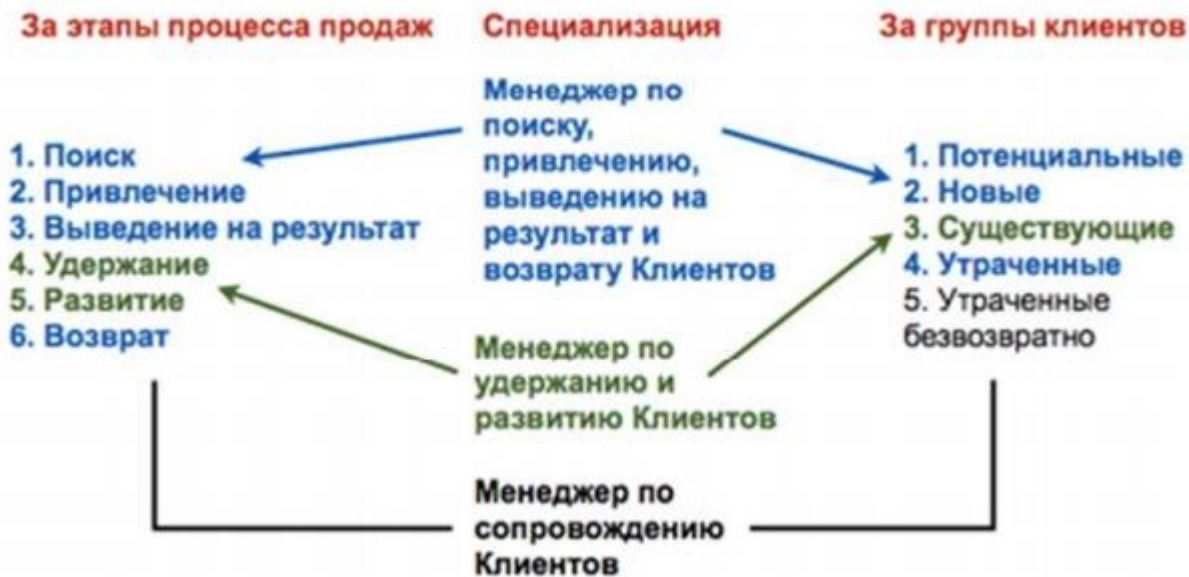 За этапы процесса продаж
Специализация
За группы клиентов
Менеджер по
поиску,
привлечению,
выведению на
результат и
возврату Клиентов
1. Поиск
2. Привлечение
3. Выведение на результат
4. Удержание
5. Развитие
6. Возврат
1. Потенциальные
2. Новые
3. Существующие
4. Утраченные
5. Утраченные
безвозвратно
Менеджер по
удержанию и
развитию Клиентов
Менеджер по
сопровождению
Клиентов